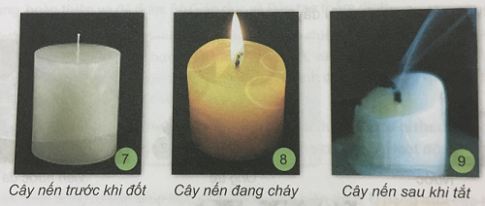 7
8
9
Cây nến trước khi đốt
Cây nến đang cháy
Cây nến sau khi tắt